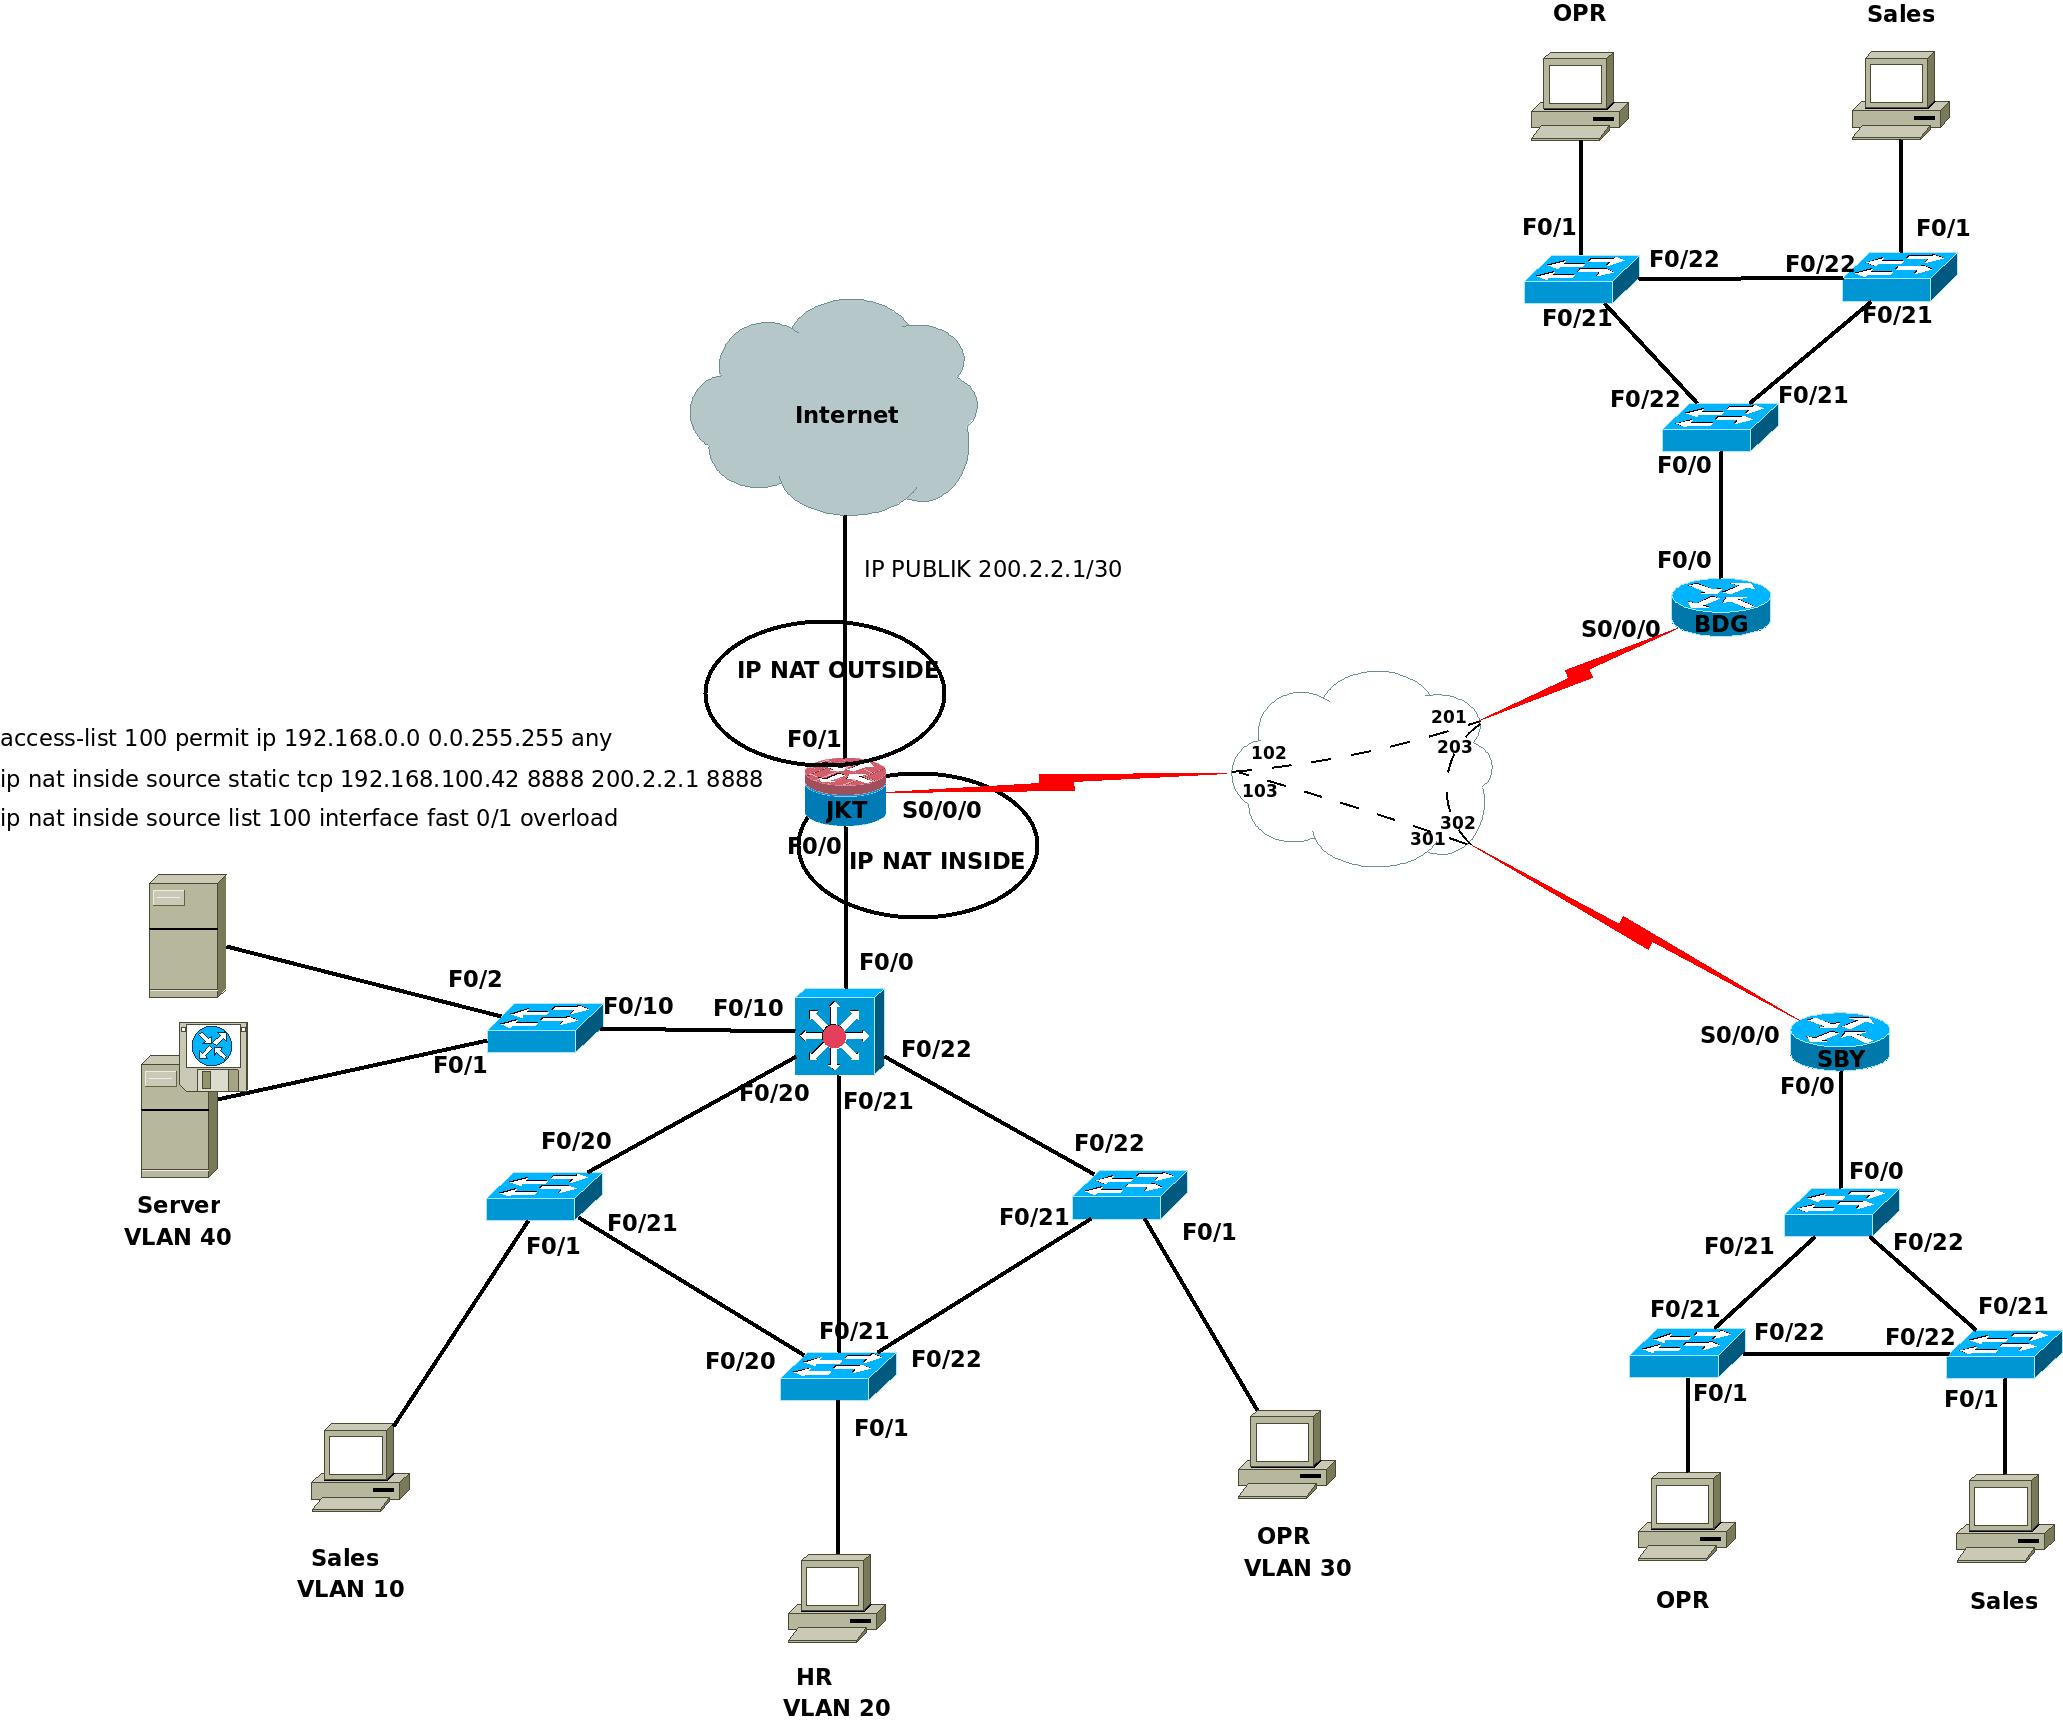 OPR
Sales
F0/1
F0/1
F0/22
F0/22
F0/21
F0/21
F0/22
F0/21
F0/0
F0/0
S0/0/0
BDG
Internet
IP PUBLIK 200.2.2.1/30
IP NAT OUTSIDE
F0/1
access-list 100 permit ip 192.168.0.0 0.0.255.255 any
ip nat inside source static tcp 192.168.100.42 8888 200.2.2.1 8888
ip nat inside source list 100 interface fast 0/1 overload
JKT
S0/0/0
F0/0
IP NAT INSIDE
201
203
102
103
302
301
F0/0
F0/2
F0/10
F0/10
F0/1
F0/22
F0/20
F0/21
Server
VLAN 40
F0/20
F0/22
F0/21
F0/1
F0/21
F0/1
F0/21
F0/20
F0/22
F0/1
Sales
VLAN 10
HR
VLAN 20
OPR
VLAN 30
S0/0/0
SBY
F0/0
F0/0
F0/21
F0/22
F0/21
F0/21
F0/22
F0/22
F0/1
F0/1
OPR
Sales